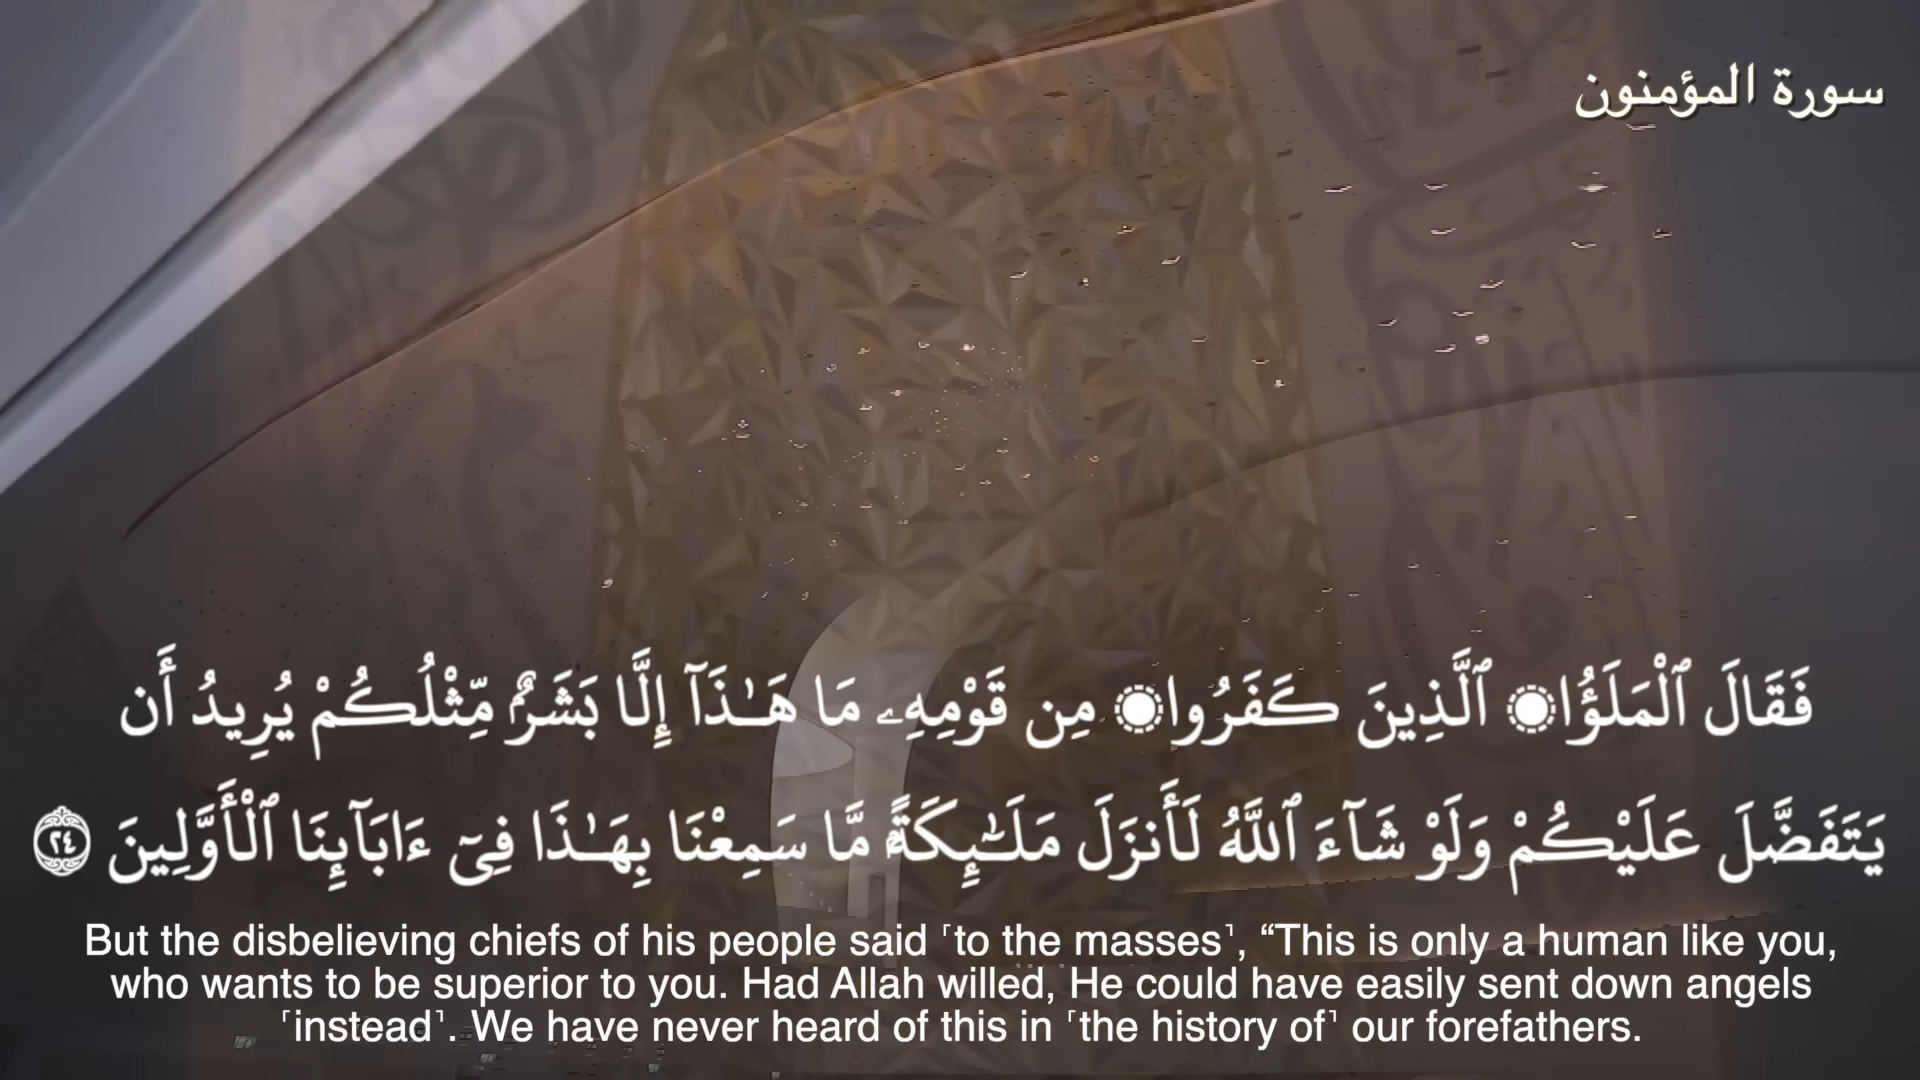 سورة المؤمنون
فَقَالَ ٱلْمَلَؤُا۟ ٱلَّذِينَ كَفَرُوا۟ مِن قَوْمِهِۦ مَا هَـٰذَآ إِلَّا بَشَرٌ مِّثْلُكُمْ يُرِيدُ أَن
يَتَفَضَّلَ عَلَيْكُمْ وَلَوْ شَآءَ ٱللَّهُ لَأَنزَلَ مَلَـٰٓئِكَةً مَّا سَمِعْنَا بِهَـٰذَا فِىٓ ءَابَآئِنَا ٱلْأَوَّلِينَ ٢٤
But the disbelieving chiefs of his people said ˹to the masses˺, “This is only a human like you,
who wants to be superior to you. Had Allah willed, He could have easily sent down angels
˹instead˺. We have never heard of this in ˹the history of˺ our forefathers.